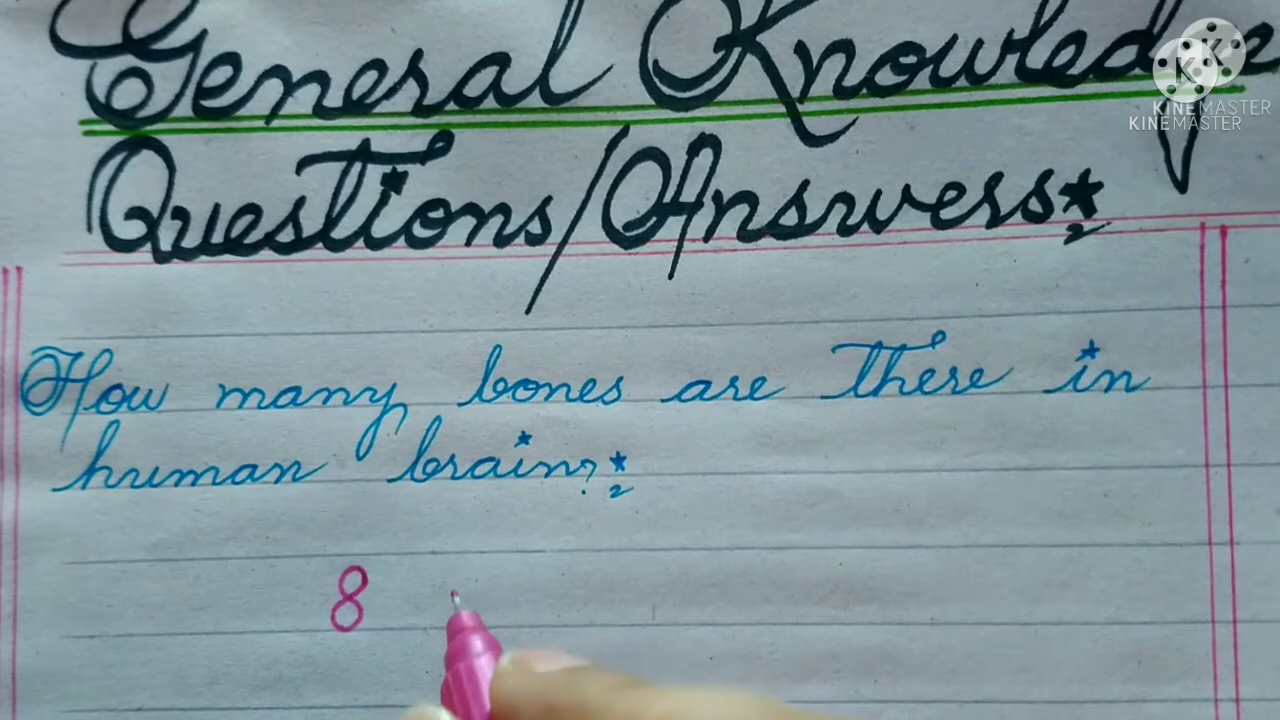 General Knowledge
KINEMASTER
KINEMASTER
Questions/Answers
How many bones are there in
human brain?
8